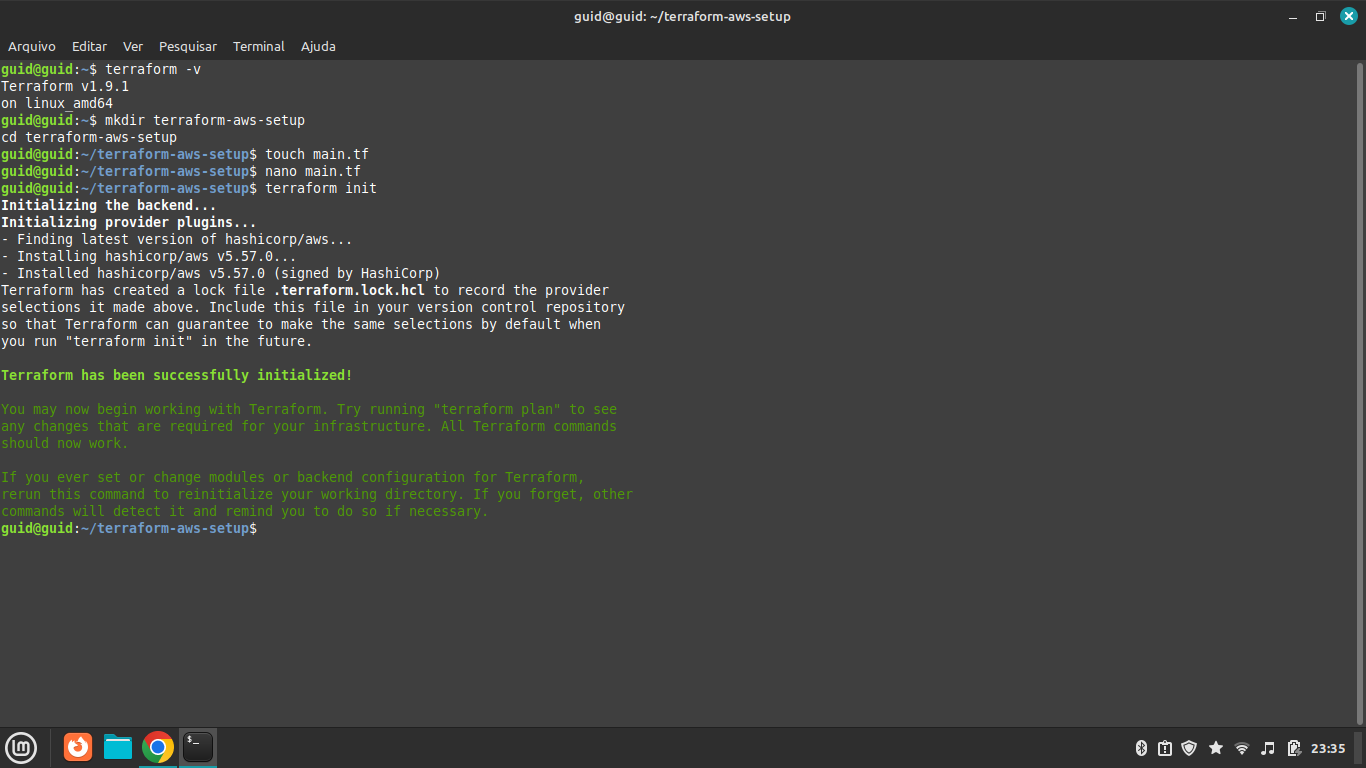 guid@guid: ~/terraform-aws-setup
Arquivo Editar Ver Pesquisar Terminal Ajuda
guid@guid:~$ terraform -v
Terraform v1.9.1
on linux_amd64
guid@guid:~$ mkdir terraform-aws-setup
cd terraform-aws-setup
guid@guid:~/terraform-aws-setup$ touch main.tf
guid@guid:~/terraform-aws-setup$ nano main.tf
guid@guid:~/terraform-aws-setup$ terraform init
Initializing the backend...
Initializing provider plugins...
- Finding latest version of hashicorp/aws...
- Installing hashicorp/aws v5.57.0...
- Installed hashicorp/aws v5.57.0 (signed by HashiCorp)
Terraform has created a lock file .terraform.lock.hcl to record the provider
selections it made above. Include this file in your version control repository
so that Terraform can guarantee to make the same selections by default when
you run "terraform init" in the future.
Terraform has been successfully initialized!
You may now begin working with Terraform. Try running "terraform plan" to see
any changes that are required for your infrastructure. All Terraform commands
should now work.
If you ever set or change modules or backend configuration for Terraform,
rerun this command to reinitialize your working directory. If you forget, other
commands will detect it and remind you to do so if necessary.
guid@guid:~/terraform-aws-setup$
$_
23:35